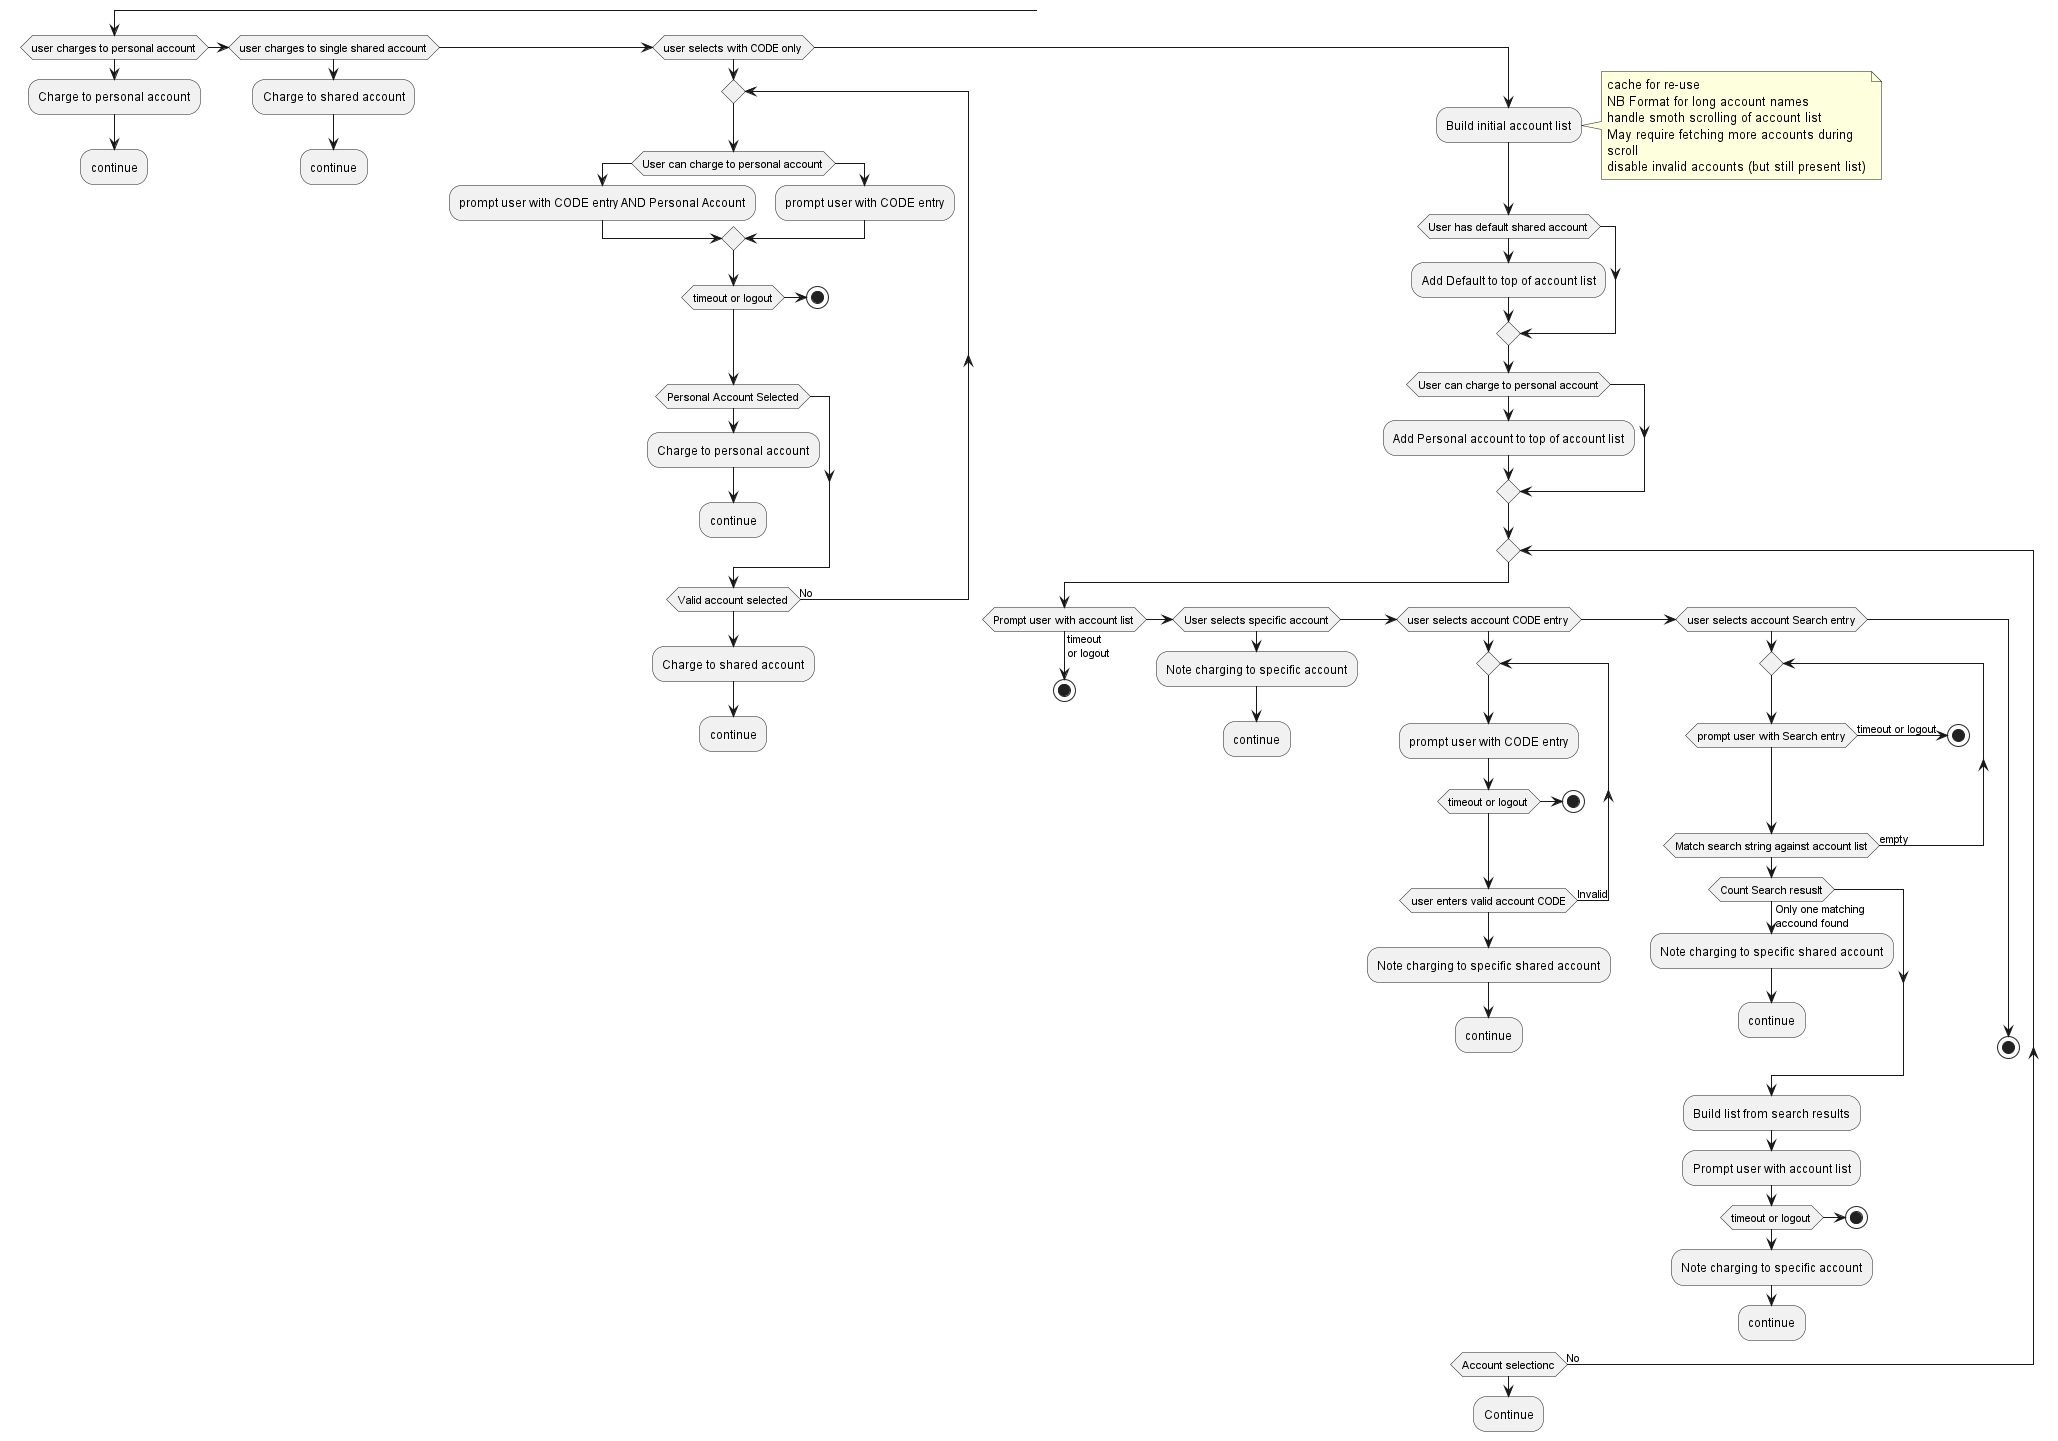 user charges to personal account
user charges to single shared account
user selects with CODE only
Charge to personal account
continue
Charge to shared account
continue
User can charge to personal account
prompt user with CODE entry AND Personal Account
prompt user with CODE entry
timeout or logout
Personal Account Selected
Charge to personal account
continue
Valid account selected
No
Charge to shared account
continue
Build initial account list
cache for re-use
NB Format for long account names
handle smoth scrolling of account list
May require fetching more accounts during
scroll
disable invalid accounts (but still present list)
User has default shared account
Add Default to top of account list
User can charge to personal account
Add Personal account to top of account list
Prompt user with account list
timeout
or logout
User selects specific account
Note charging to specific account
continue
user selects account CODE entry
prompt user with CODE entry
timeout or logout
user enters valid account CODE
Invalid
Note charging to specific shared account
continue
user selects account Search entry
prompt user with Search entry
timeout or logout
Match search string against account list
empty
Count Search resuslt
Only one matching
accound found
Note charging to specific shared account
continue
Build list from search results
Prompt user with account list
timeout or logout
Note charging to specific account
continue
Account selectionc
No
Continue